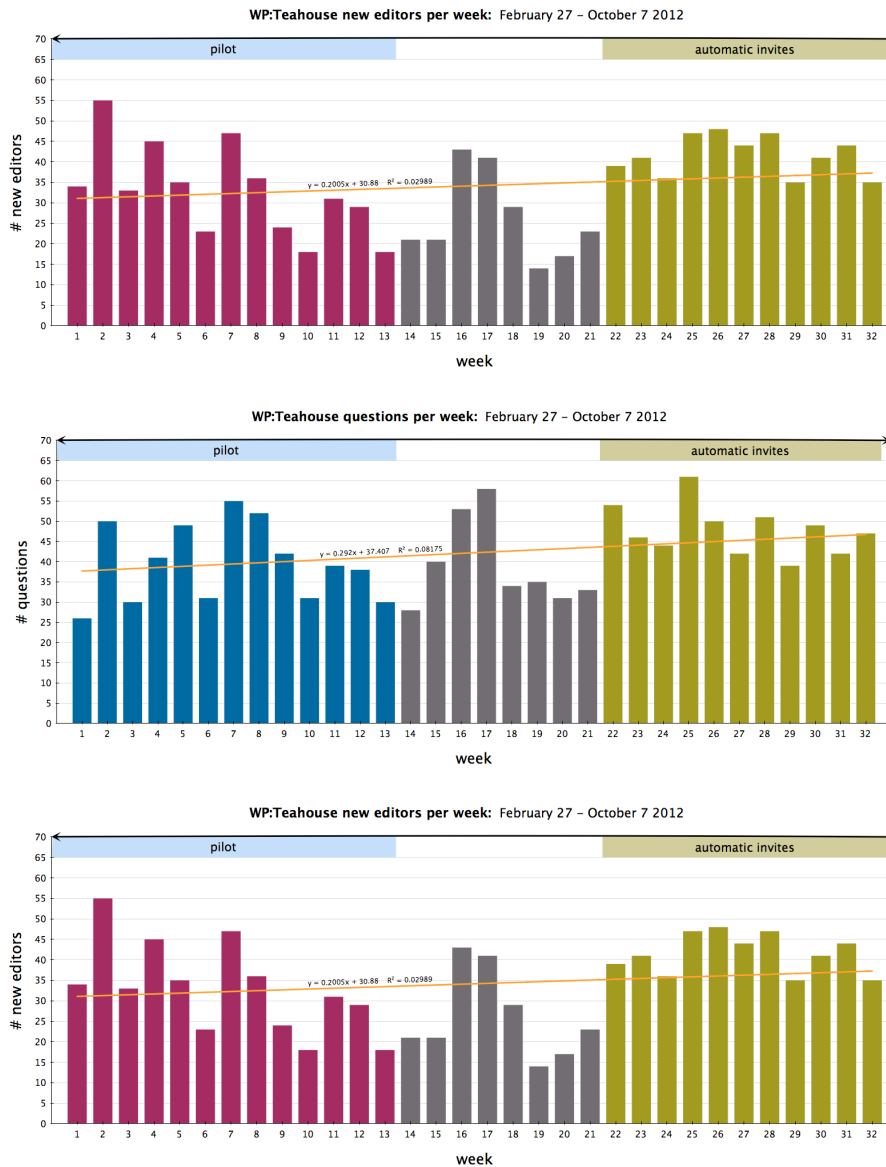 WP:Teahouse new editors per week: February 27 – October 7 2012
70
pilot
automatic invites
65
60
55
50
45
40
35
30
25
20
15
10
5
0
# new editors
y = 0.2005x + 30.88 R² = 0.02989
1 2 3 4 5 6 7 8 9 10 11 12 13 14 15 16 17 18 19 20 21 22 23 24 25 26 27 28 29 30 31 32
week
WP:Teahouse questions per week: February 27 – October 7 2012
70
pilot
automatic invites
65
60
55
50
45
40
35
30
25
20
15
10
5
0
# questions
y = 0.292x + 37.407 R² = 0.08175
1 2 3 4 5 6 7 8 9 10 11 12 13 14 15 16 17 18 19 20 21 22 23 24 25 26 27 28 29 30 31 32
week
WP:Teahouse new editors per week: February 27 – October 7 2012
70
pilot
automatic invites
65
60
55
50
45
40
35
30
25
20
15
10
5
0
# new editors
y = 0.2005x + 30.88 R² = 0.02989
1 2 3 4 5 6 7 8 9 10 11 12 13 14 15 16 17 18 19 20 21 22 23 24 25 26 27 28 29 30 31 32
week